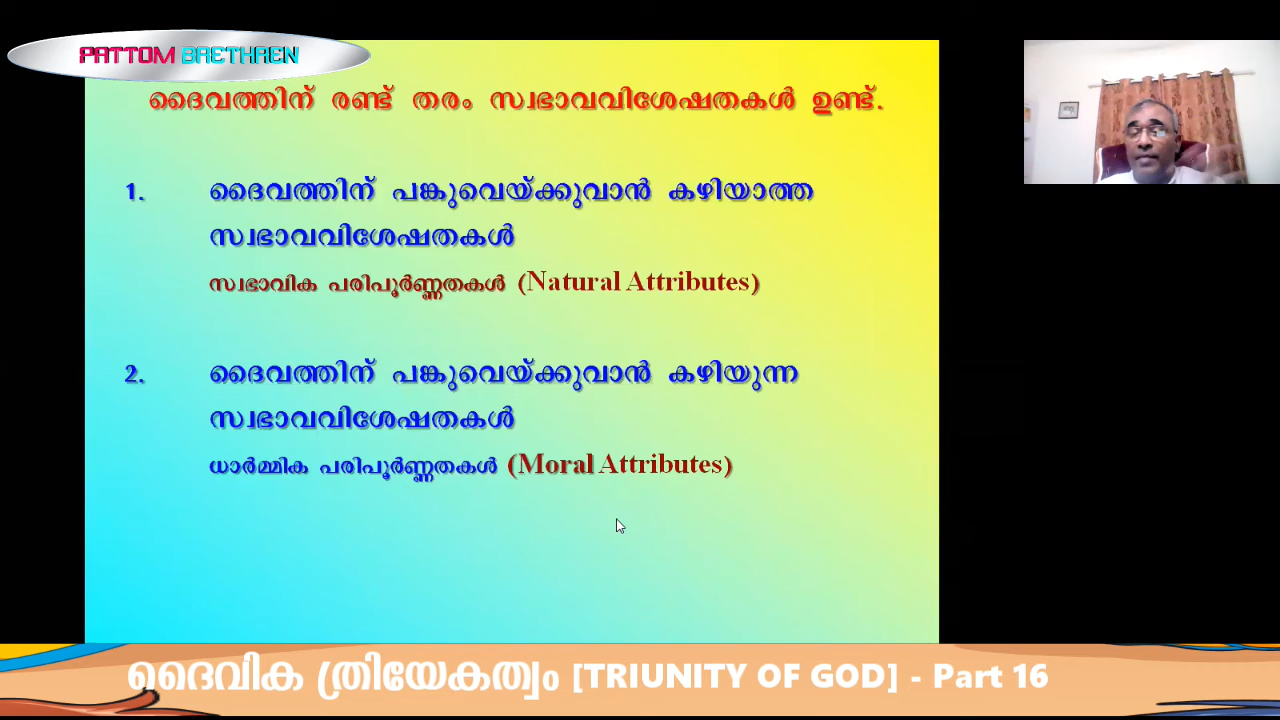 PATTOM BRETHREN
ദൈവത്തിന് രണ്ട് തരം സ്വഭാവവിശേഷതകൾ ഉണ്ട്.
1. ദൈവത്തിന് പങ്കുവെയ്ക്കുവാൻ കഴിയാത്ത
സ്വഭാവവിശേഷതകൾ
സ്വഭാവിക പരിപൂർണ്ണതകൾ (Natural Attributes)
2. ദൈവത്തിന് പങ്കുവെയ്ക്കുവാൻ കഴിയുന്ന
സ്വഭാവവിശേഷതകൾ
ധാർമ്മിക പരിപൂർണ്ണതകൾ (Moral Attributes)
ദൈവിക ത്രിയേകത്വം [TRIUNITY OF GOD] - Part 16